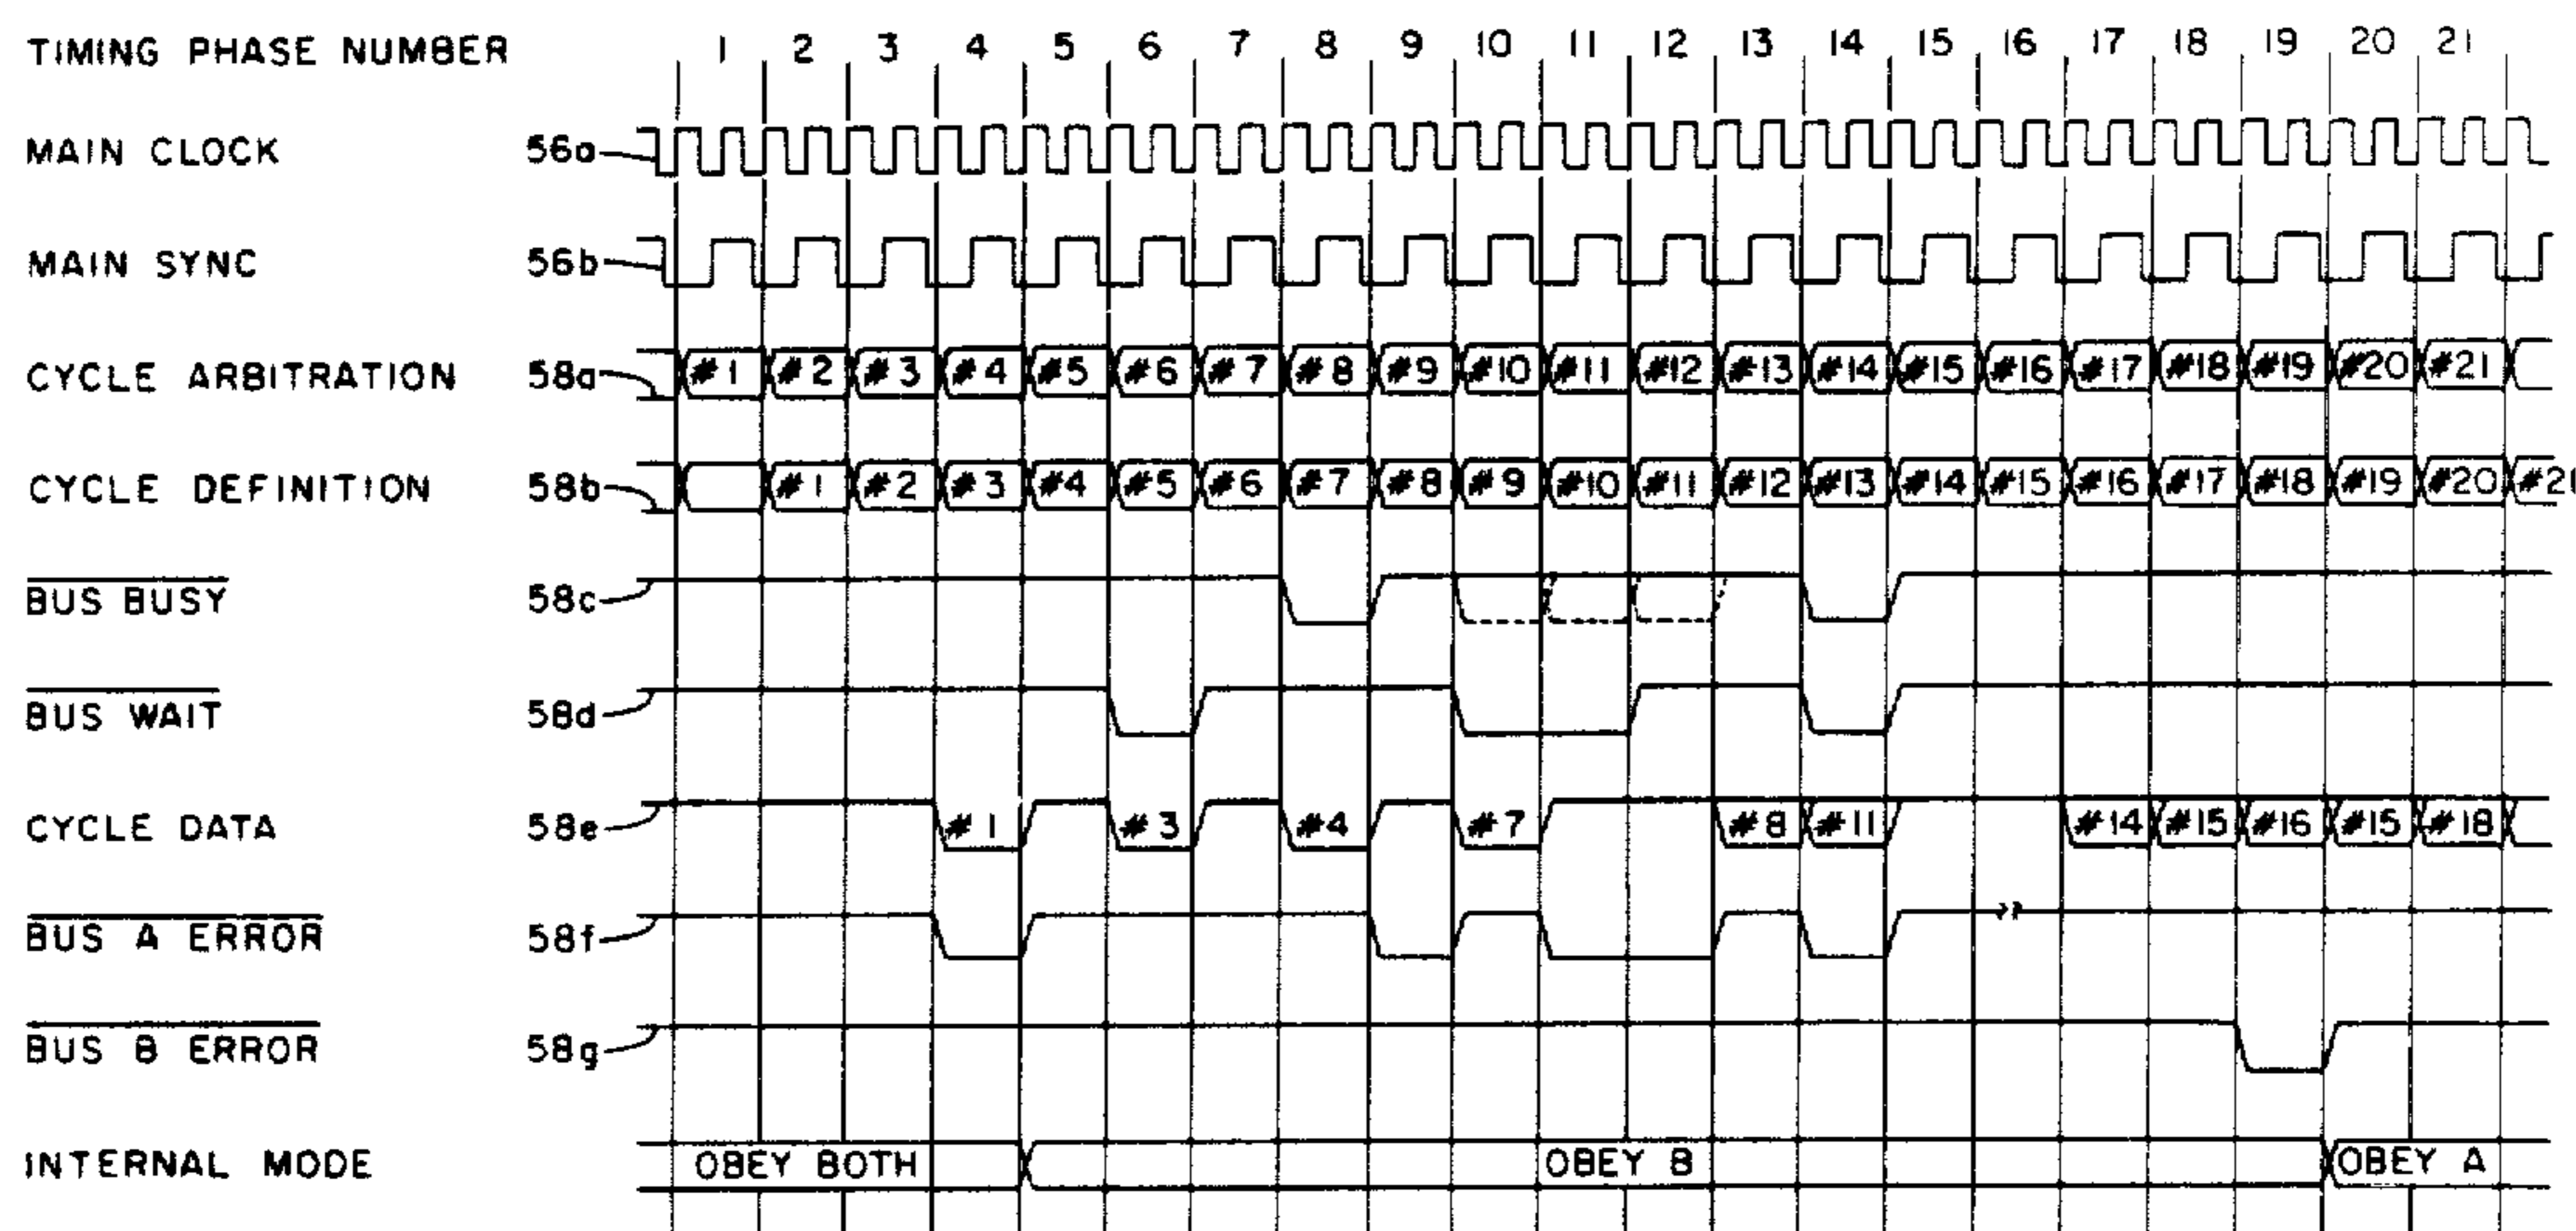 TIMING PHASE NUMBER 1 2 3 4 5 6 7 8 9 10 11 12 13 14 15 16 17 18 19 20 21
MAIN CLOCK 56a
MAIN SYNC 56b
CYCLE ARBITRATION 58a #1 #2 #3 #4 #5 #6 #7 #8 #9 #10 #11 #12 #13 #14 #15 #16 #17 #18 #19 #20 #21
CYCLE DEFINITION 58b #1 #2 #3 #4 #5 #6 #7 #8 #9 #10 #11 #12 #13 #14 #15 #16 #17 #18 #19 #20 #21
BUS BUSY 58c
BUS WAIT 58d
CYCLE DATA 58e #1 #3 #4 #7 #8 #11 #14 #15 #16 #15 #18
BUS A ERROR 58f
BUS B ERROR 58g
INTERNAL MODE OBEY BOTH OBEY B OBEY A